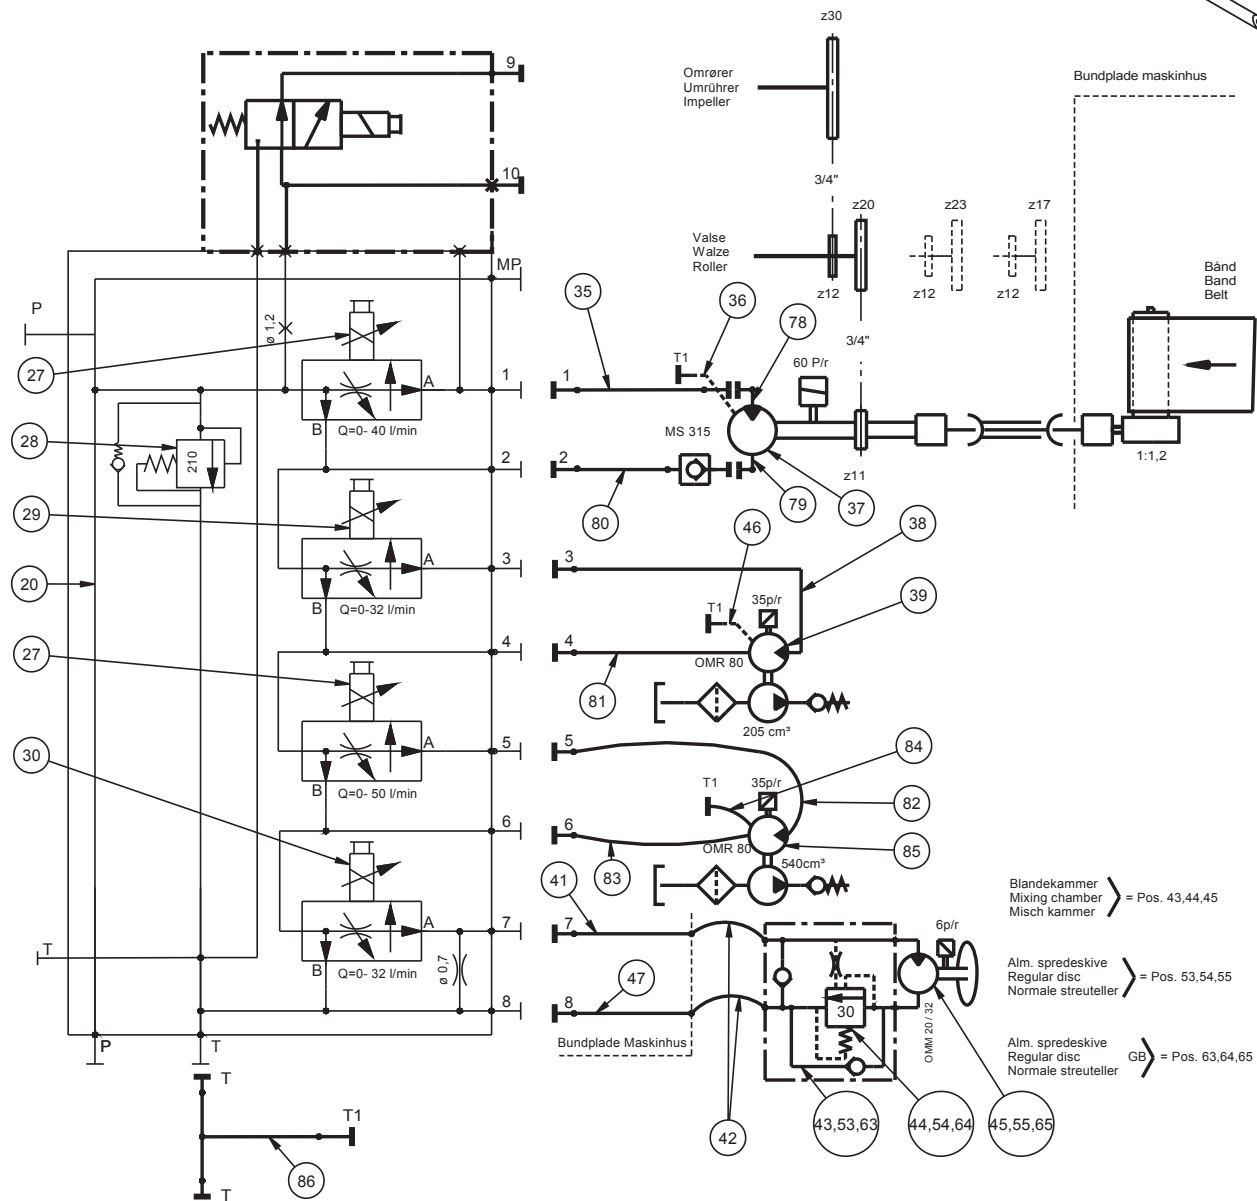 z30
9
Omrører
Umrührer
Impeller
Bundplade maskinhus
10
3/4"
z20
z23
z17
Valse
Walze
Roller
z12
z12
z12
Bånd
Band
Belt
P
MP
35
36
78
ø 1,2
T1
60 P/r
3/4"
27
A
1
1
28
B
Q=0- 40 l/min
MS 315
210
2
2
z11
1:1,2
80
79
37
29
46
38
A
3
3
20
B
Q=0-32 l/min
T1
35p/r
39
4
4
OMR 80
27
81
205 cm³
A
5
5
84
30
B
Q=0- 50 l/min
T1
35p/r
82
6
6
OMR 80
85
83
540cm³
41
Blandekammer
Mixing chamber
Misch kammer
= Pos. 43,44,45
A
7
7
6p/r
T
B
Q=0- 32 l/min
ø 0,7
47
Alm. spredeskive
Regular disc
Normale streuteller
= Pos. 53,54,55
8
8
30
OMM 20 / 32
P
T
Bundplade Maskinhus
Alm. spredeskive
Regular disc
Normale streuteller
GB
= Pos. 63,64,65
T
T1
42
43,53,63
44,54,64
45,55,65
86
T